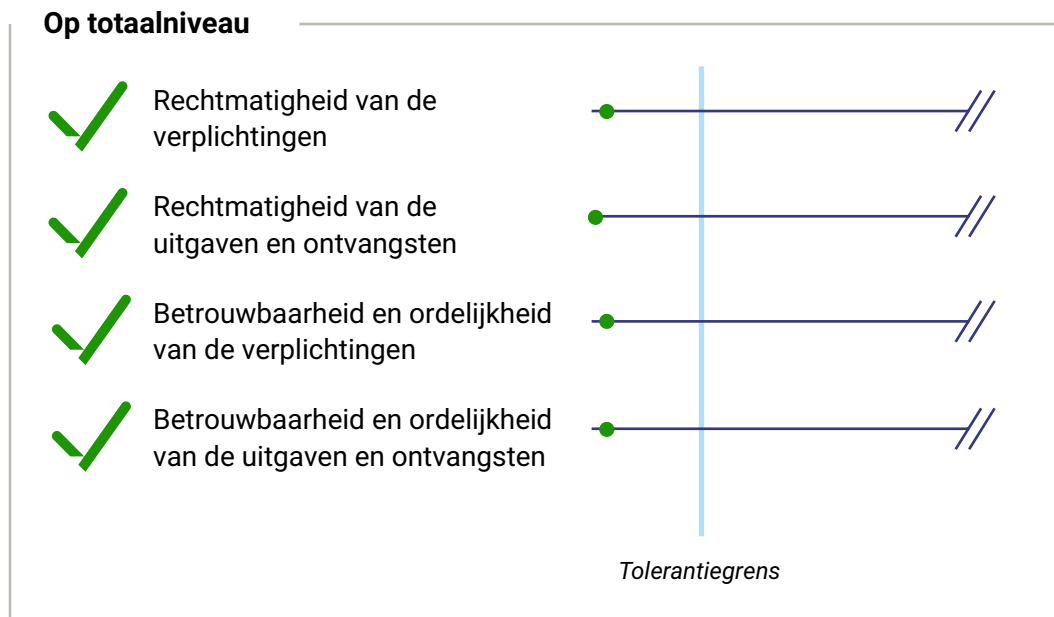 Op totaalniveau
Rechtmatigheid van de
verplichtingen
Rechtmatigheid van de
uitgaven en ontvangsten
Betrouwbaarheid en ordelijkheid
van de verplichtingen
Betrouwbaarheid en ordelijkheid
van de uitgaven en ontvangsten
Tolerantiegrens